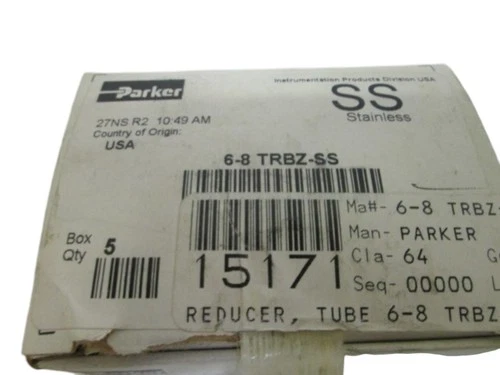 Parker
Instrumentation Products Division USA
SS
Stainless
27NS R2 10:49 AM
Country of Origin:
USA
6-8 TRBZ-SS
Box
Qty
5
15171
Ma#- 6-8 TRBZ-
Man- PARKER
Cla- 64
Seq- 00000 L
REDUCER, TUBE 6-8 TRBZ